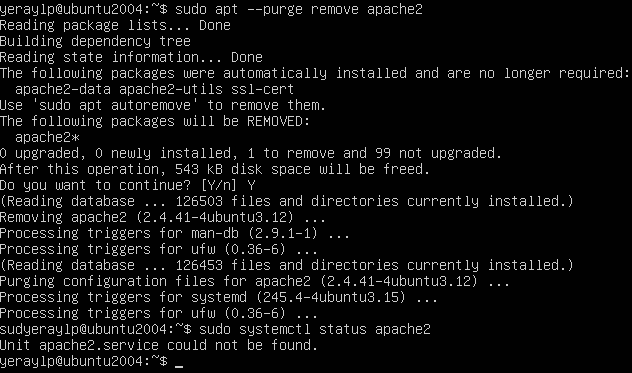 yeraylp@ubuntu2004:~$ sudo apt --purge remove apache2
Reading package lists... Done
Building dependency tree
Reading state information... Done
The following packages were automatically installed and are no longer required:
  apache2-data apache2-utils ssl-cert
Use 'sudo apt autoremove' to remove them.
The following packages will be REMOVED:
  apache2*
0 upgraded, 0 newly installed, 1 to remove and 99 not upgraded.
After this operation, 543 kB disk space will be freed.
Do you want to continue? [Y/n] Y
(Reading database ... 126503 files and directories currently installed.)
Removing apache2 (2.4.41-4ubuntu3.12) ...
Processing triggers for man-db (2.9.1-1) ...
Processing triggers for ufw (0.36-6) ...
(Reading database ... 126453 files and directories currently installed.)
Purging configuration files for apache2 (2.4.41-4ubuntu3.12) ...
Processing triggers for systemd (245.4-4ubuntu3.15) ...
Processing triggers for ufw (0.36-6) ...
sudyeraylp@ubuntu2004:~$ sudo systemctl status apache2
Unit apache2.service could not be found.
yeraylp@ubuntu2004:~$ _